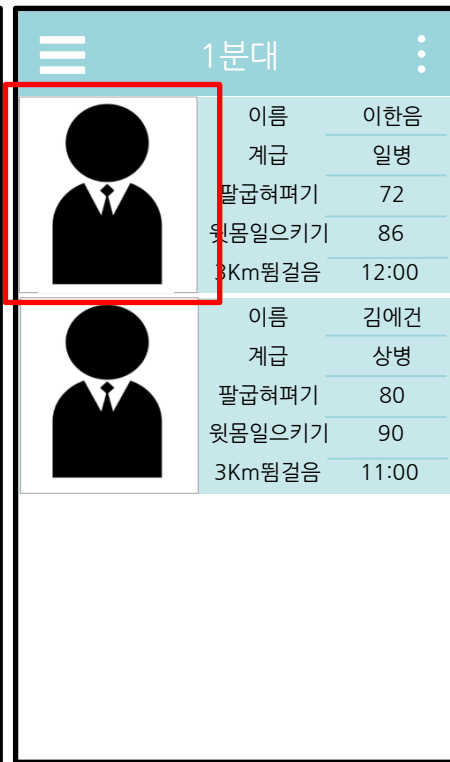 1분대
이름 이한음
계급 일병
팔굽혀펴기 72
윗몸일으키기 86
3Km뜀걸음 12:00
이름 김에건
계급 상병
팔굽혀펴기 80
윗몸일으키기 90
3Km뜀걸음 11:00